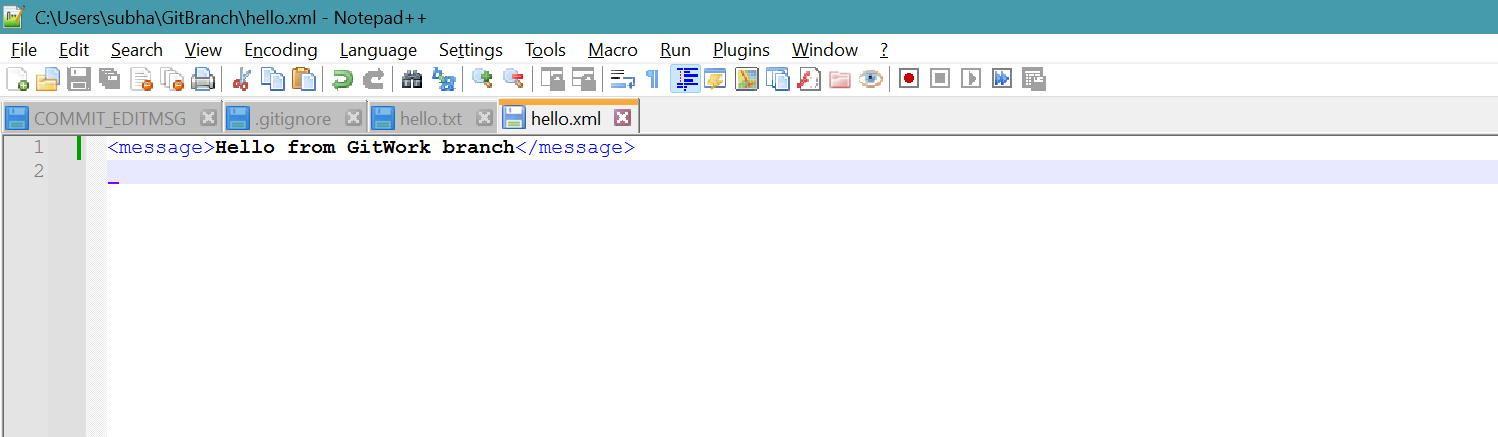 C:\Users\subha\GitBranch\hello.xml - Notepad++
File Edit Search View Encoding Language Settings Tools Macro Run Plugins Window ?
COMMIT_EDITMSG .gitignore hello.txt hello.xml
1 <message>Hello from GitWork branch</message>
2